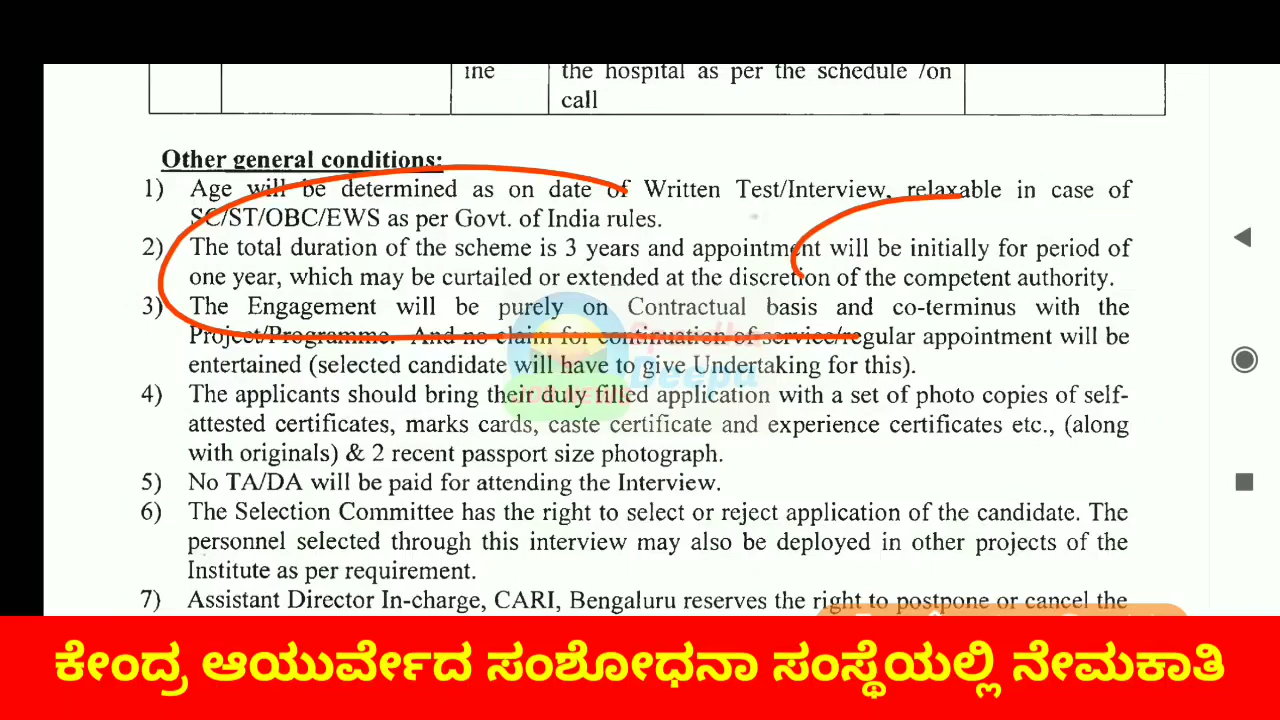 ine
the hospital as per the schedule /on
call
Other general conditions:
1) Age will be determined as on date of Written Test/Interview, relaxable in case of
SC/ST/OBC/EWS as per Govt. of India rules.
2) The total duration of the scheme is 3 years and appointment will be initially for period of
one year, which may be curtailed or extended at the discretion of the competent authority.
3) The Engagement will be purely on Contractual basis and co-terminus with the
Project/Programme. And no claim for continuation of service/regular appointment will be
entertained (selected candidate will have to give Undertaking for this).
4) The applicants should bring their duly filled application with a set of photo copies of self-
attested certificates, marks cards, caste certificate and experience certificates etc., (along
with originals) & 2 recent passport size photograph.
5) No TA/DA will be paid for attending the Interview.
6) The Selection Committee has the right to select or reject application of the candidate. The
personnel selected through this interview may also be deployed in other projects of the
Institute as per requirement.
7) Assistant Director In-charge, CARI, Bengaluru reserves the right to postpone or cancel the
ಕೇಂದ್ರ ಆಯುರ್ವೇದ ಸಂಶೋಧನಾ ಸಂಸ್ಥೆಯಲ್ಲಿ ನೇಮಕಾತಿ